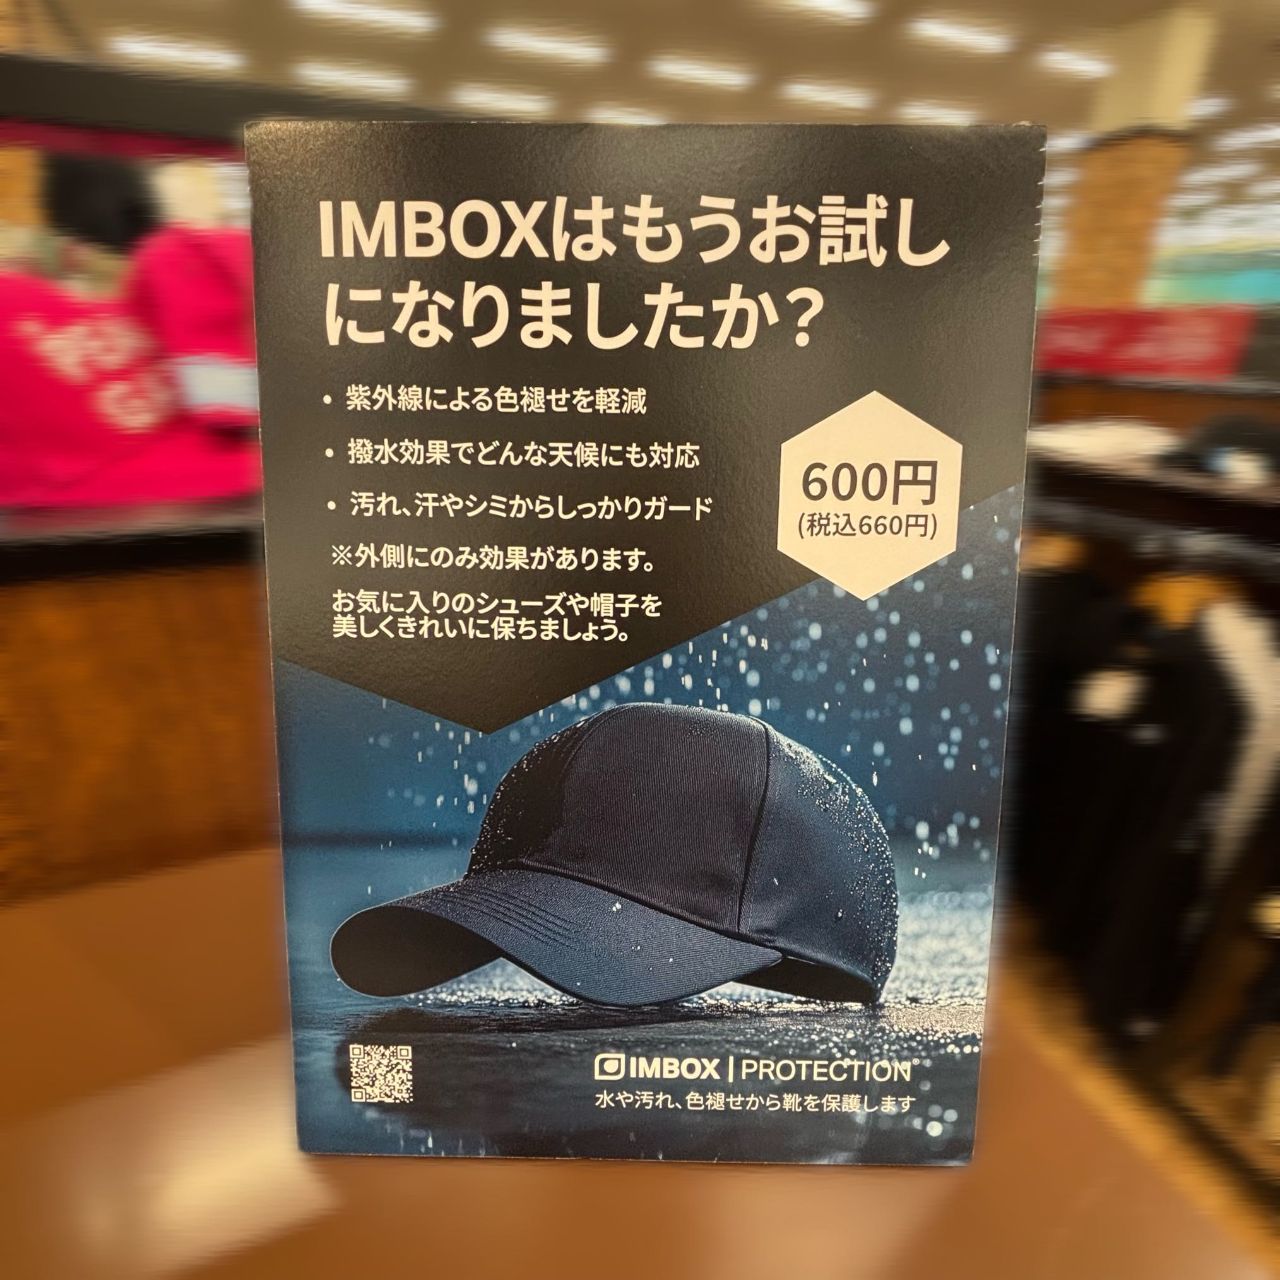 IMBOXはもうお試し
になりましたか？
• 紫外線による色褪せを軽減
• 撥水効果でどんな天候にも対応
• 汚れ、汗やシミからしっかりガード
※外側にのみ効果があります。
お気に入りのシューズや帽子を
美しくきれいに保ちましょう。
600円
(税込660円)
IMBOX | PROTECTION®
水や汚れ、色褪せから靴を保護します